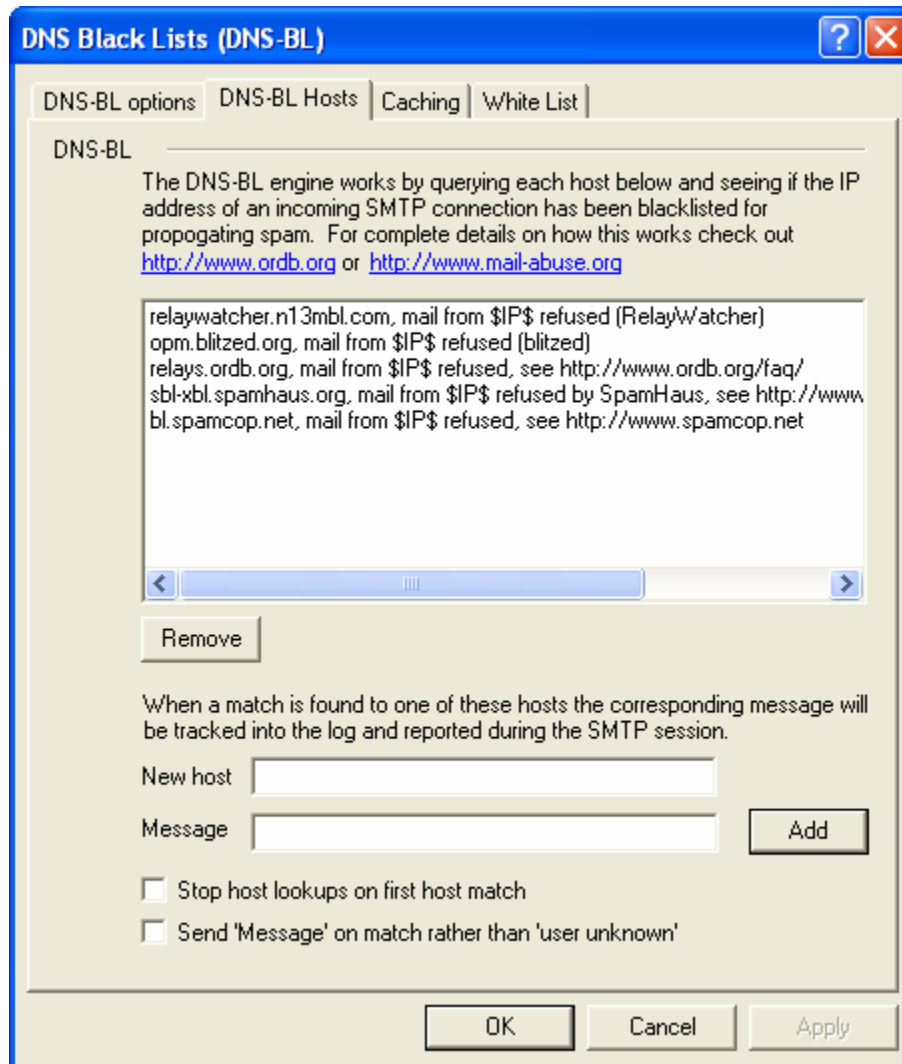 DNS Black Lists (DNS-BL)
?
DNS-BL options DNS-BL Hosts Caching White List
DNS-BL
The DNS-BL engine works by querying each host below and seeing if the IP
address of an incoming SMTP connection has been blacklisted for
propogating spam. For complete details on how this works check out
http://www.ordb.org or http://www.mail-abuse.org
relaywatcher.n13mbl.com, mail from $IP$ refused (RelayWatcher)
opm.blitzed.org, mail from $IP$ refused (blitzed)
relays.ordb.org, mail from $IP$ refused, see http://www.ordb.org/faq/
sbl-xbl.spamhaus.org, mail from $IP$ refused by SpamHaus, see http://www
bl.spamcop.net, mail from $IP$ refused, see http://www.spamcop.net
Remove
When a match is found to one of these hosts the corresponding message will
be tracked into the log and reported during the SMTP session.
New host
Message Add
Stop host lookups on first host match
Send 'Message' on match rather than 'user unknown'
OK Cancel Apply